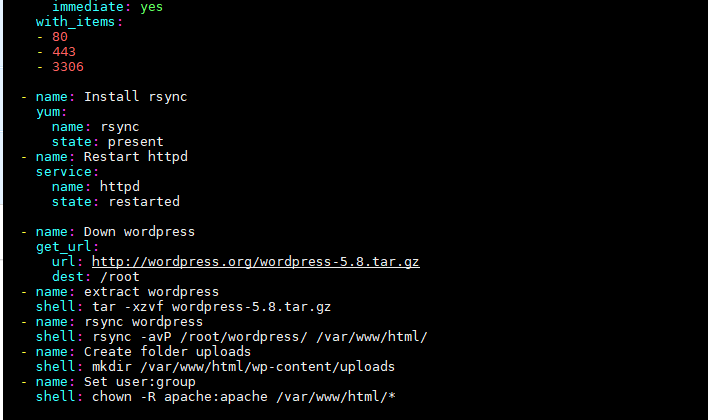 immediate: yes
with_items:
- 80
- 443
- 3306
- name: Install rsync
yum:
name: rsync
state: present
- name: Restart httpd
service:
name: httpd
state: restarted
- name: Down wordpress
get_url:
url: http://wordpress.org/wordpress-5.8.tar.gz
dest: /root
- name: extract wordpress
shell: tar -xzvf wordpress-5.8.tar.gz
- name: rsync wordpress
shell: rsync -avP /root/wordpress/ /var/www/html/
- name: Create folder uploads
shell: mkdir /var/www/html/wp-content/uploads
- name: Set user:group
shell: chown -R apache:apache /var/www/html/*